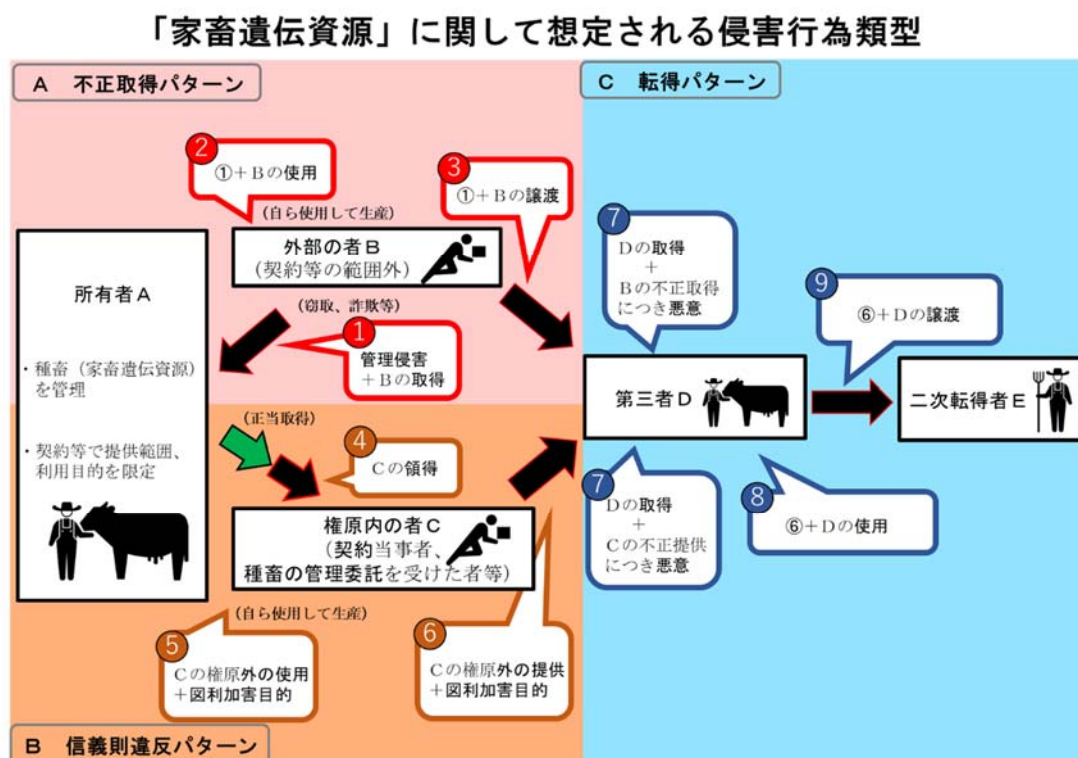 「家畜遺伝資源」に関して想定される侵害行為類型
A 不正取得パターン
C 転得パターン
2
①+Bの使用
3
①+Bの譲渡
(自ら使用して生産)
外部の者B
(契約等の範囲外)
(窃取、詐欺等)
1
管理侵害
+Bの取得
所有者A
・種畜(家畜遺伝資源)
を管理
・契約等で提供範囲、
利用目的を限定
(正当取得)
4
Cの領得
権原内の者C
(契約当事者、
種畜の管理委託を受けた者等)
(自ら使用して生産)
5
Cの権原外の使用
+図利加害目的
6
Cの権原外の提供
+図利加害目的
B 信義則違反パターン
7
Dの取得
+
Bの不正取得
につき悪意
9
⑥+Dの譲渡
第三者D
二次転得者E
7
Dの取得
+
Cの不正提供
につき悪意
8
⑥+Dの使用